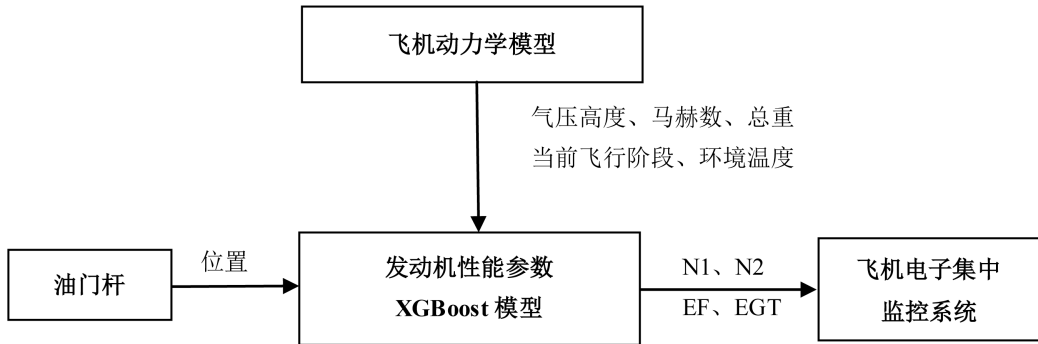 飞机动力学模型
气压高度、马赫数、总重
当前飞行阶段、环境温度
油门杆
位置
发动机性能参数
XGBoost 模型
N1、N2
EF、EGT
飞机电子集中
监控系统